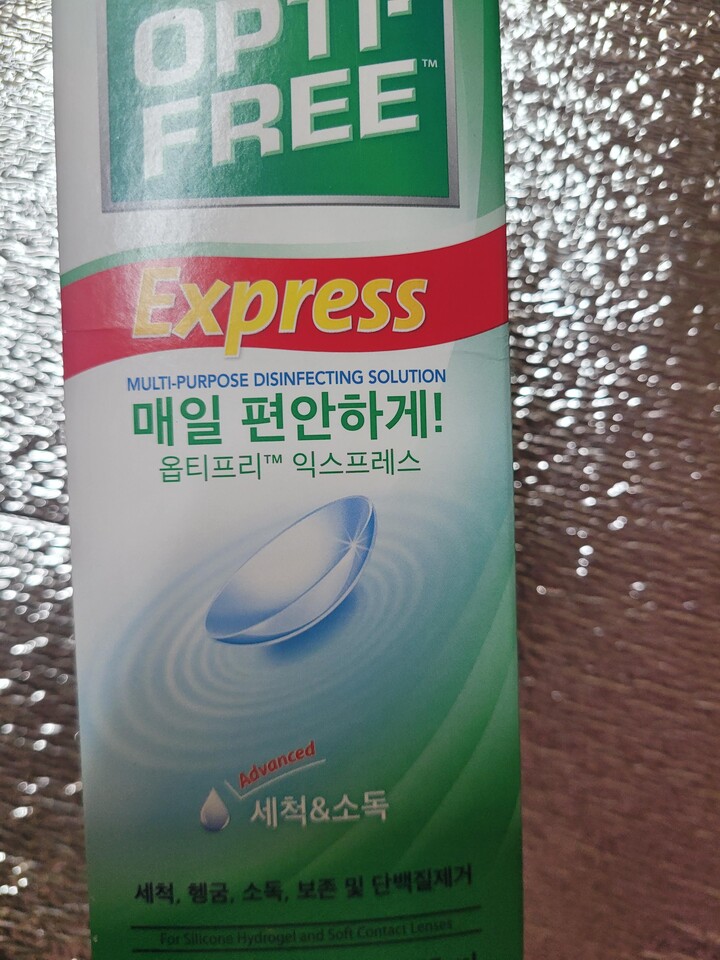 OPTI-
FREE™
Express
MULTI-PURPOSE DISINFECTING SOLUTION
매일 편안하게!
옵티프리™ 익스프레스
Advanced
세척&소독
세척, 헹굼, 소독, 보존 및 단백질제거
For Silicone Hydrogel and Soft Contact Lenses